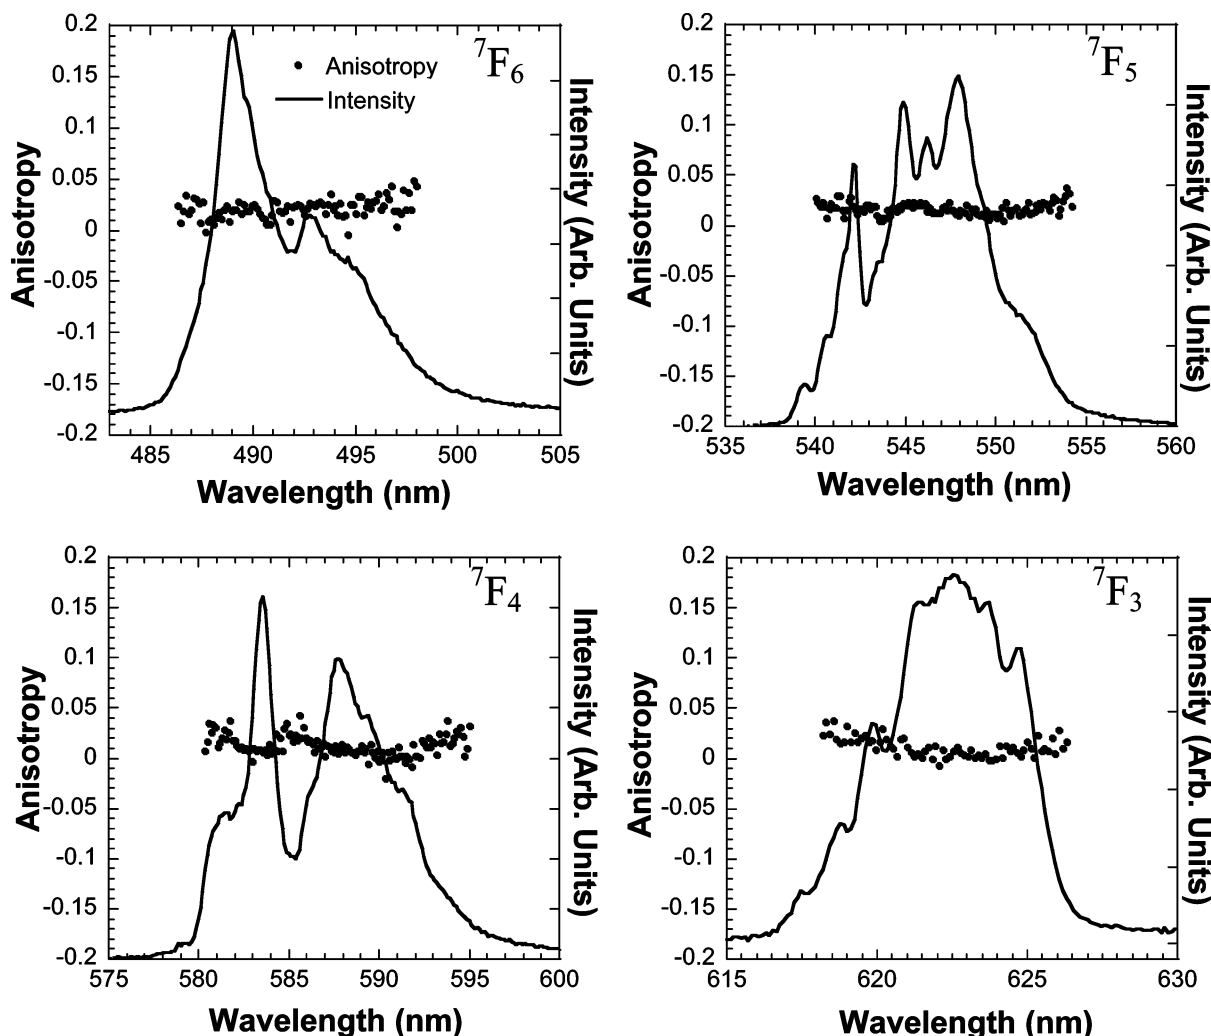 0.2
0.15
0.1
0.05
0
-0.05
-0.1
-0.15
-0.2
Anisotropy
Anisotropy
Intensity
⁷F₆
Intensity (Arb. Units)
485 490 495 500 505
Wavelength (nm)
0.2
0.15
0.1
0.05
0
-0.05
-0.1
-0.15
-0.2
Anisotropy
⁷F₅
Intensity (Arb. Units)
535 540 545 550 555 560
Wavelength (nm)
0.2
0.15
0.1
0.05
0
-0.05
-0.1
-0.15
-0.2
Anisotropy
⁷F₄
Intensity (Arb. Units)
575 580 585 590 595 600
Wavelength (nm)
0.2
0.15
0.1
0.05
0
-0.05
-0.1
-0.15
-0.2
Anisotropy
⁷F₃
Intensity (Arb. Units)
615 620 625 630
Wavelength (nm)